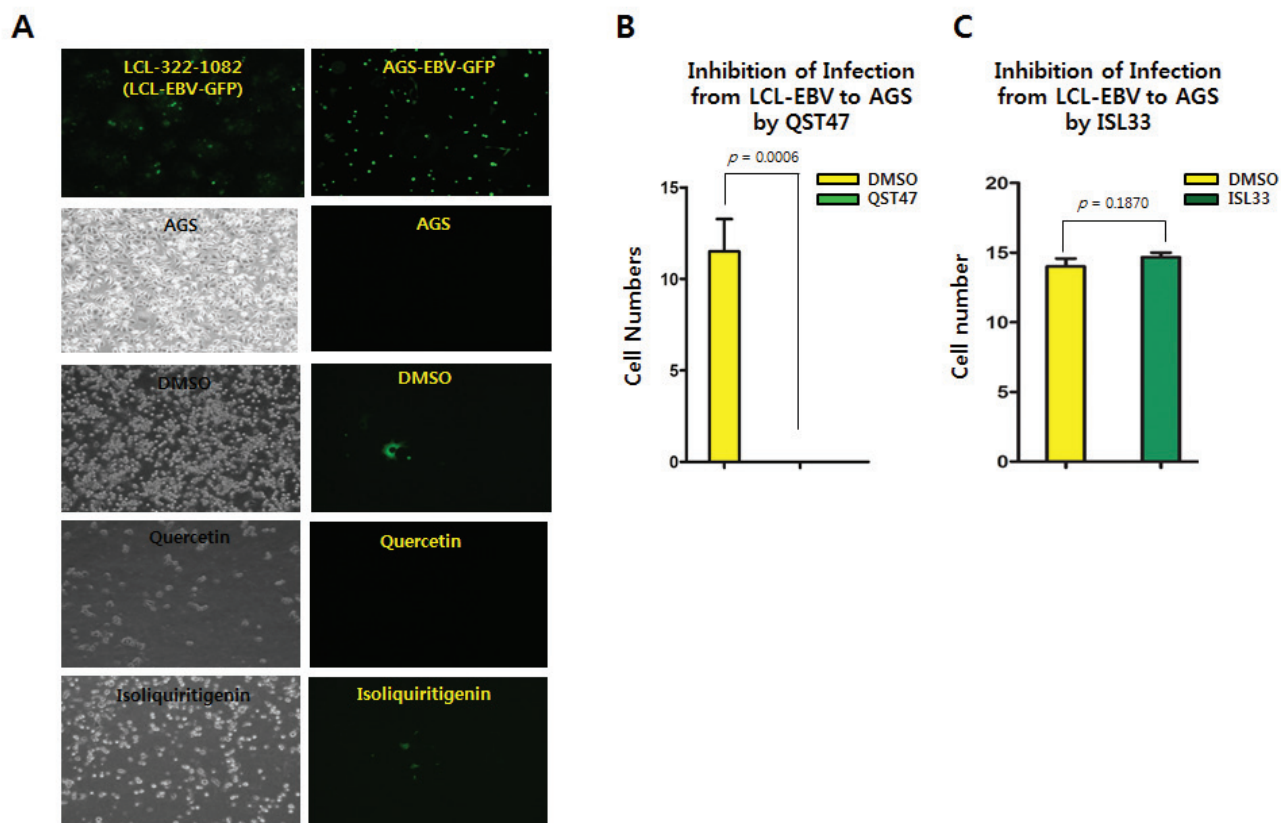 A
LCL-322-1082
(LCL-EBV-GFP)
AGS-EBV-GFP
AGS
AGS
DMSO
DMSO
Quercetin
Quercetin
Isoliquiritigenin
Isoliquiritigenin
B
Inhibition of Infection
from LCL-EBV to AGS
by QST47
p = 0.0006
DMSO
QST47
Cell Numbers
15
10
5
0
C
Inhibition of Infection
from LCL-EBV to AGS
by ISL33
DMSO
ISL33
p = 0.1870
Cell number
20
15
15
5
0